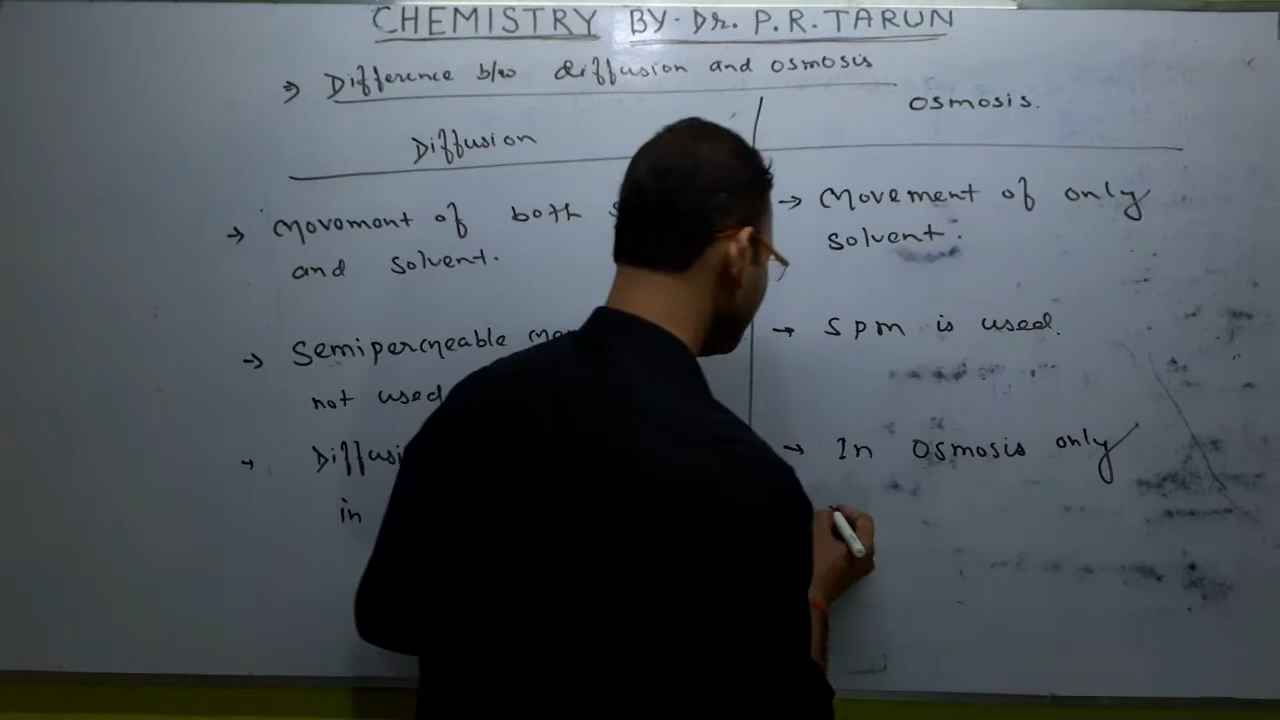 CHEMISTRY BY. Dr. P.R. TARUN
⇒ Difference b/w diffusion and osmosis
Diffusion
osmosis.
→ Movement of both
and solvent.
→ Movement of only
solvent.
→ Semipermeable
not used
→ SPM is used.
→
in
→ In osmosis only